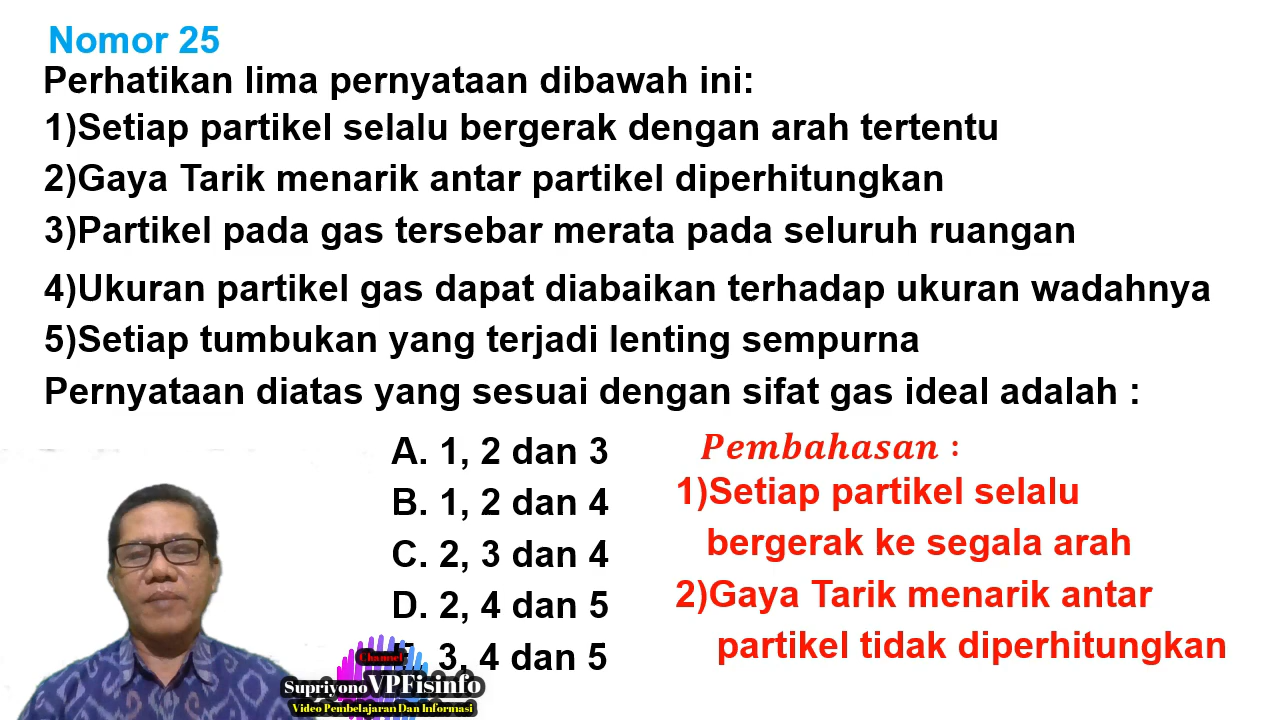 Nomor 25
Perhatikan lima pernyataan dibawah ini:
1)Setiap partikel selalu bergerak dengan arah tertentu
2)Gaya Tarik menarik antar partikel diperhitungkan
3)Partikel pada gas tersebar merata pada seluruh ruangan
4)Ukuran partikel gas dapat diabaikan terhadap ukuran wadahnya
5)Setiap tumbukan yang terjadi lenting sempurna
Pernyataan diatas yang sesuai dengan sifat gas ideal adalah :
A. 1, 2 dan 3
B. 1, 2 dan 4
C. 2, 3 dan 4
D. 2, 4 dan 5
3, 4 dan 5
Pembahasan :
1)Setiap partikel selalu
bergerak ke segala arah
2)Gaya Tarik menarik antar
partikel tidak diperhitungkan
Channel
SupriyonoVPFisinfo
Video Pembelajaran Dan Informasi